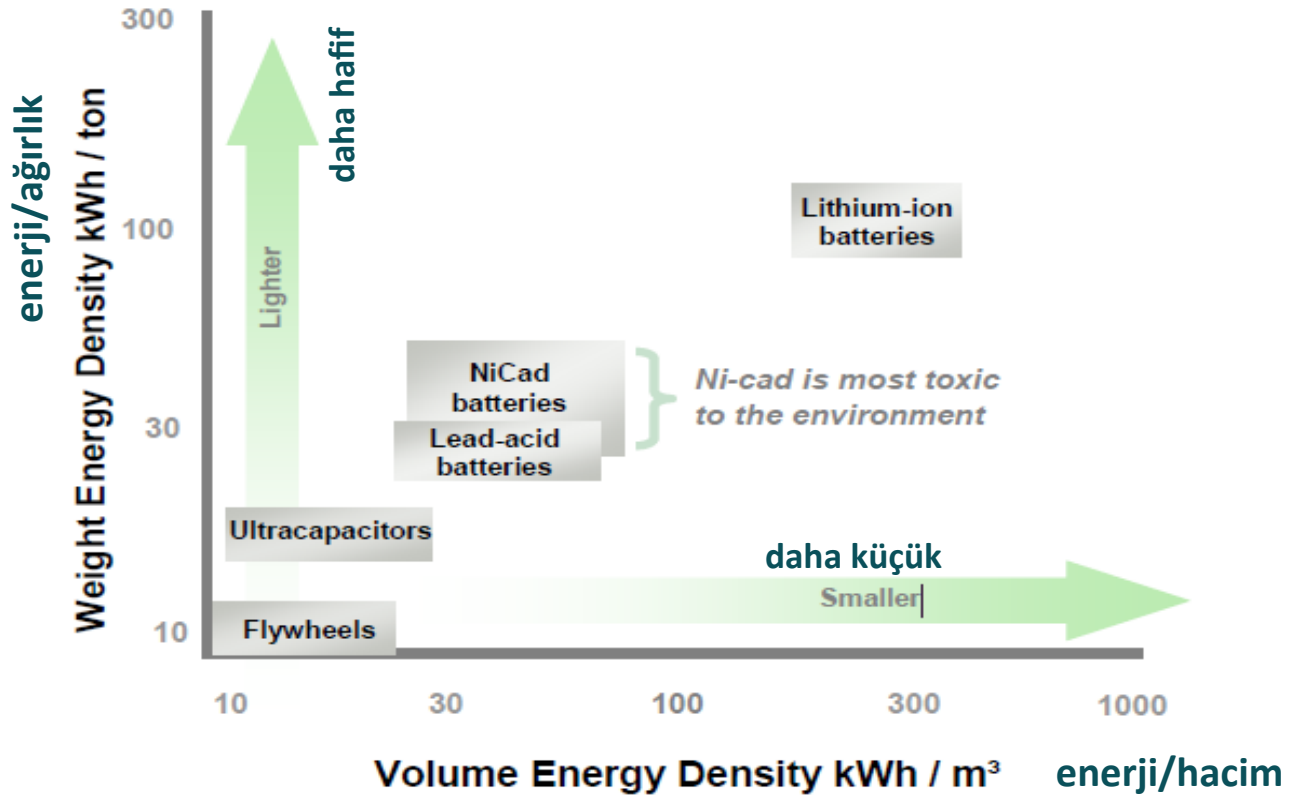 300
100
30
10
enerji/ağırlık
Weight Energy Density kWh / ton
Lighter
daha hafif
Lithium-ion
batteries
NiCad
batteries
Lead-acid
batteries
Ni-cad is most toxic
to the environment
Ultracapacitors
Flywheels
daha küçük
Smaller
10 30 100 300 1000
Volume Energy Density kWh / m³ enerji/hacim